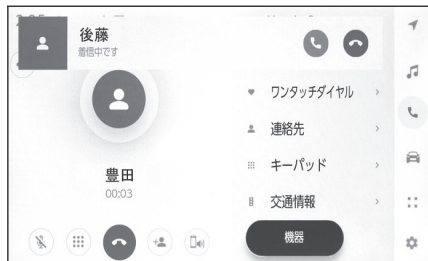 後藤
着信中です
ワンタッチダイヤル
連絡先
豊田
00:03
キーパッド
交通情報
機器